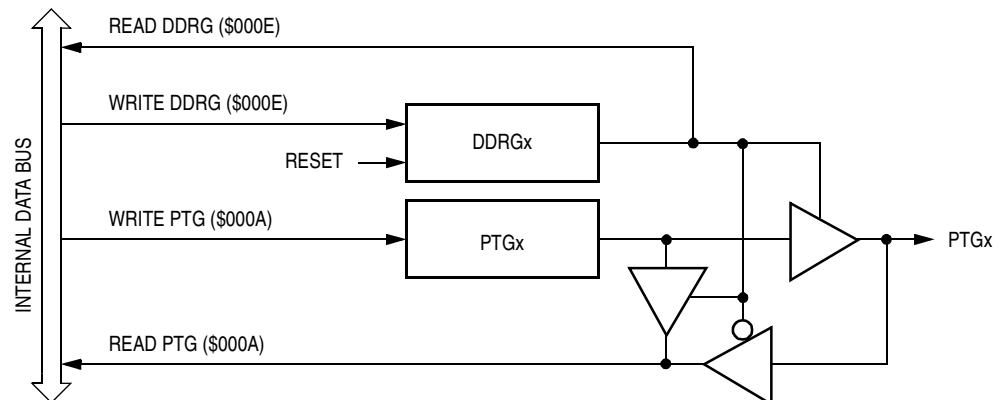 READ DDRG ($000E)
WRITE DDRG ($000E)
DDRGx
RESET
INTERNAL DATA BUS
WRITE PTG ($000A)
PTGx
PTGx
READ PTG ($000A)